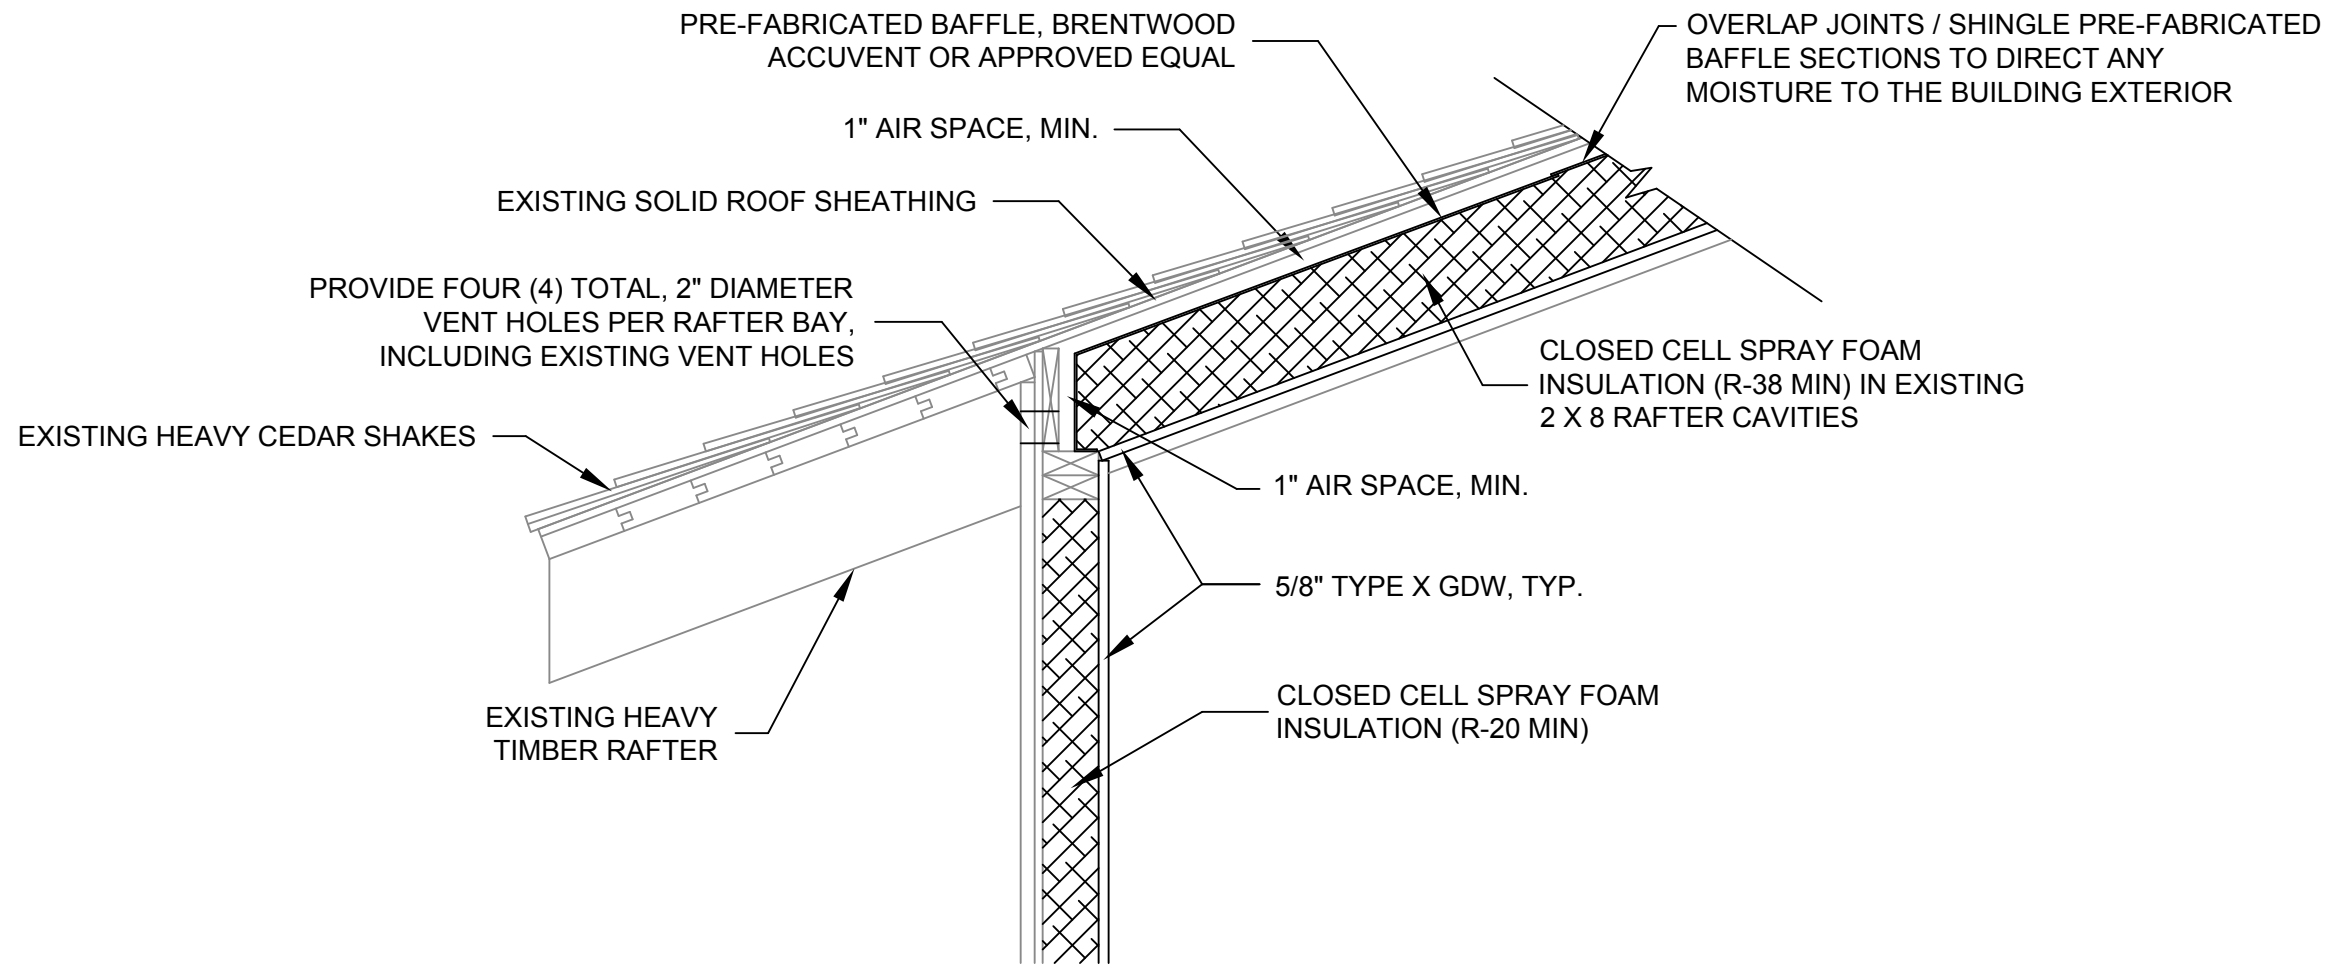 PRE-FABRICATED BAFFLE, BRENTWOOD
ACCUVENT OR APPROVED EQUAL
OVERLAP JOINTS / SHINGLE PRE-FABRICATED
BAFFLE SECTIONS TO DIRECT ANY
MOISTURE TO THE BUILDING EXTERIOR
1" AIR SPACE, MIN.
EXISTING SOLID ROOF SHEATHING
PROVIDE FOUR (4) TOTAL, 2" DIAMETER
VENT HOLES PER RAFTER BAY,
INCLUDING EXISTING VENT HOLES
CLOSED CELL SPRAY FOAM
INSULATION (R-38 MIN) IN EXISTING
2 X 8 RAFTER CAVITIES
EXISTING HEAVY CEDAR SHAKES
1" AIR SPACE, MIN.
5/8" TYPE X GDW, TYP.
CLOSED CELL SPRAY FOAM
INSULATION (R-20 MIN)
EXISTING HEAVY
TIMBER RAFTER